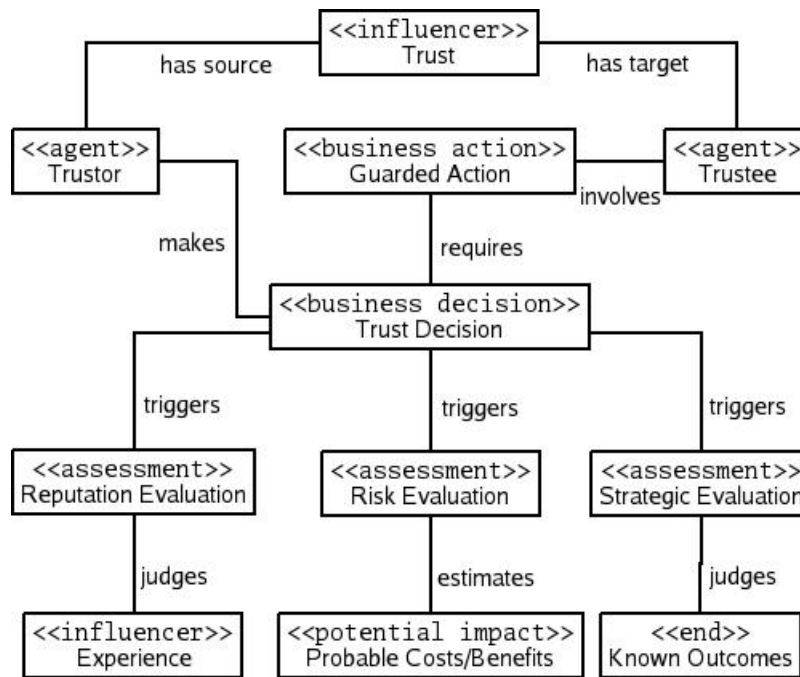 <<influencer>>
Trust
has source
has target
<<agent>>
Trustor
<<business action>>
Guarded Action
<<agent>>
Trustee
involves
makes
requires
<<business decision>>
Trust Decision
triggers
triggers
triggers
<<assessment>>
Reputation Evaluation
<<assessment>>
Risk Evaluation
<<assessment>>
Strategic Evaluation
judges
estimates
judges
<<influencer>>
Experience
<<potential impact>>
Probable Costs/Benefits
<<end>>
Known Outcomes